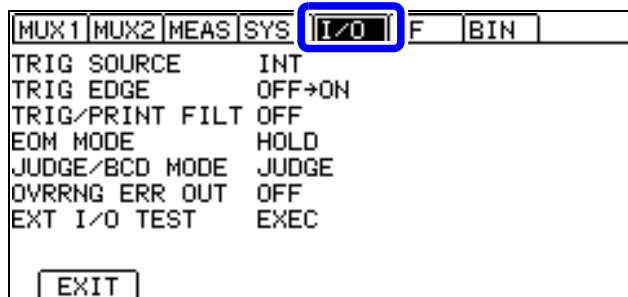 MUX1 MUX2 MEAS SYS I/O F BIN
TRIG SOURCE INT
TRIG EDGE OFF→ON
TRIG/PRINT FILT OFF
EOM MODE HOLD
JUDGE/BCD MODE JUDGE
OVRRNG ERR OUT OFF
EXT I/O TEST EXEC
EXIT